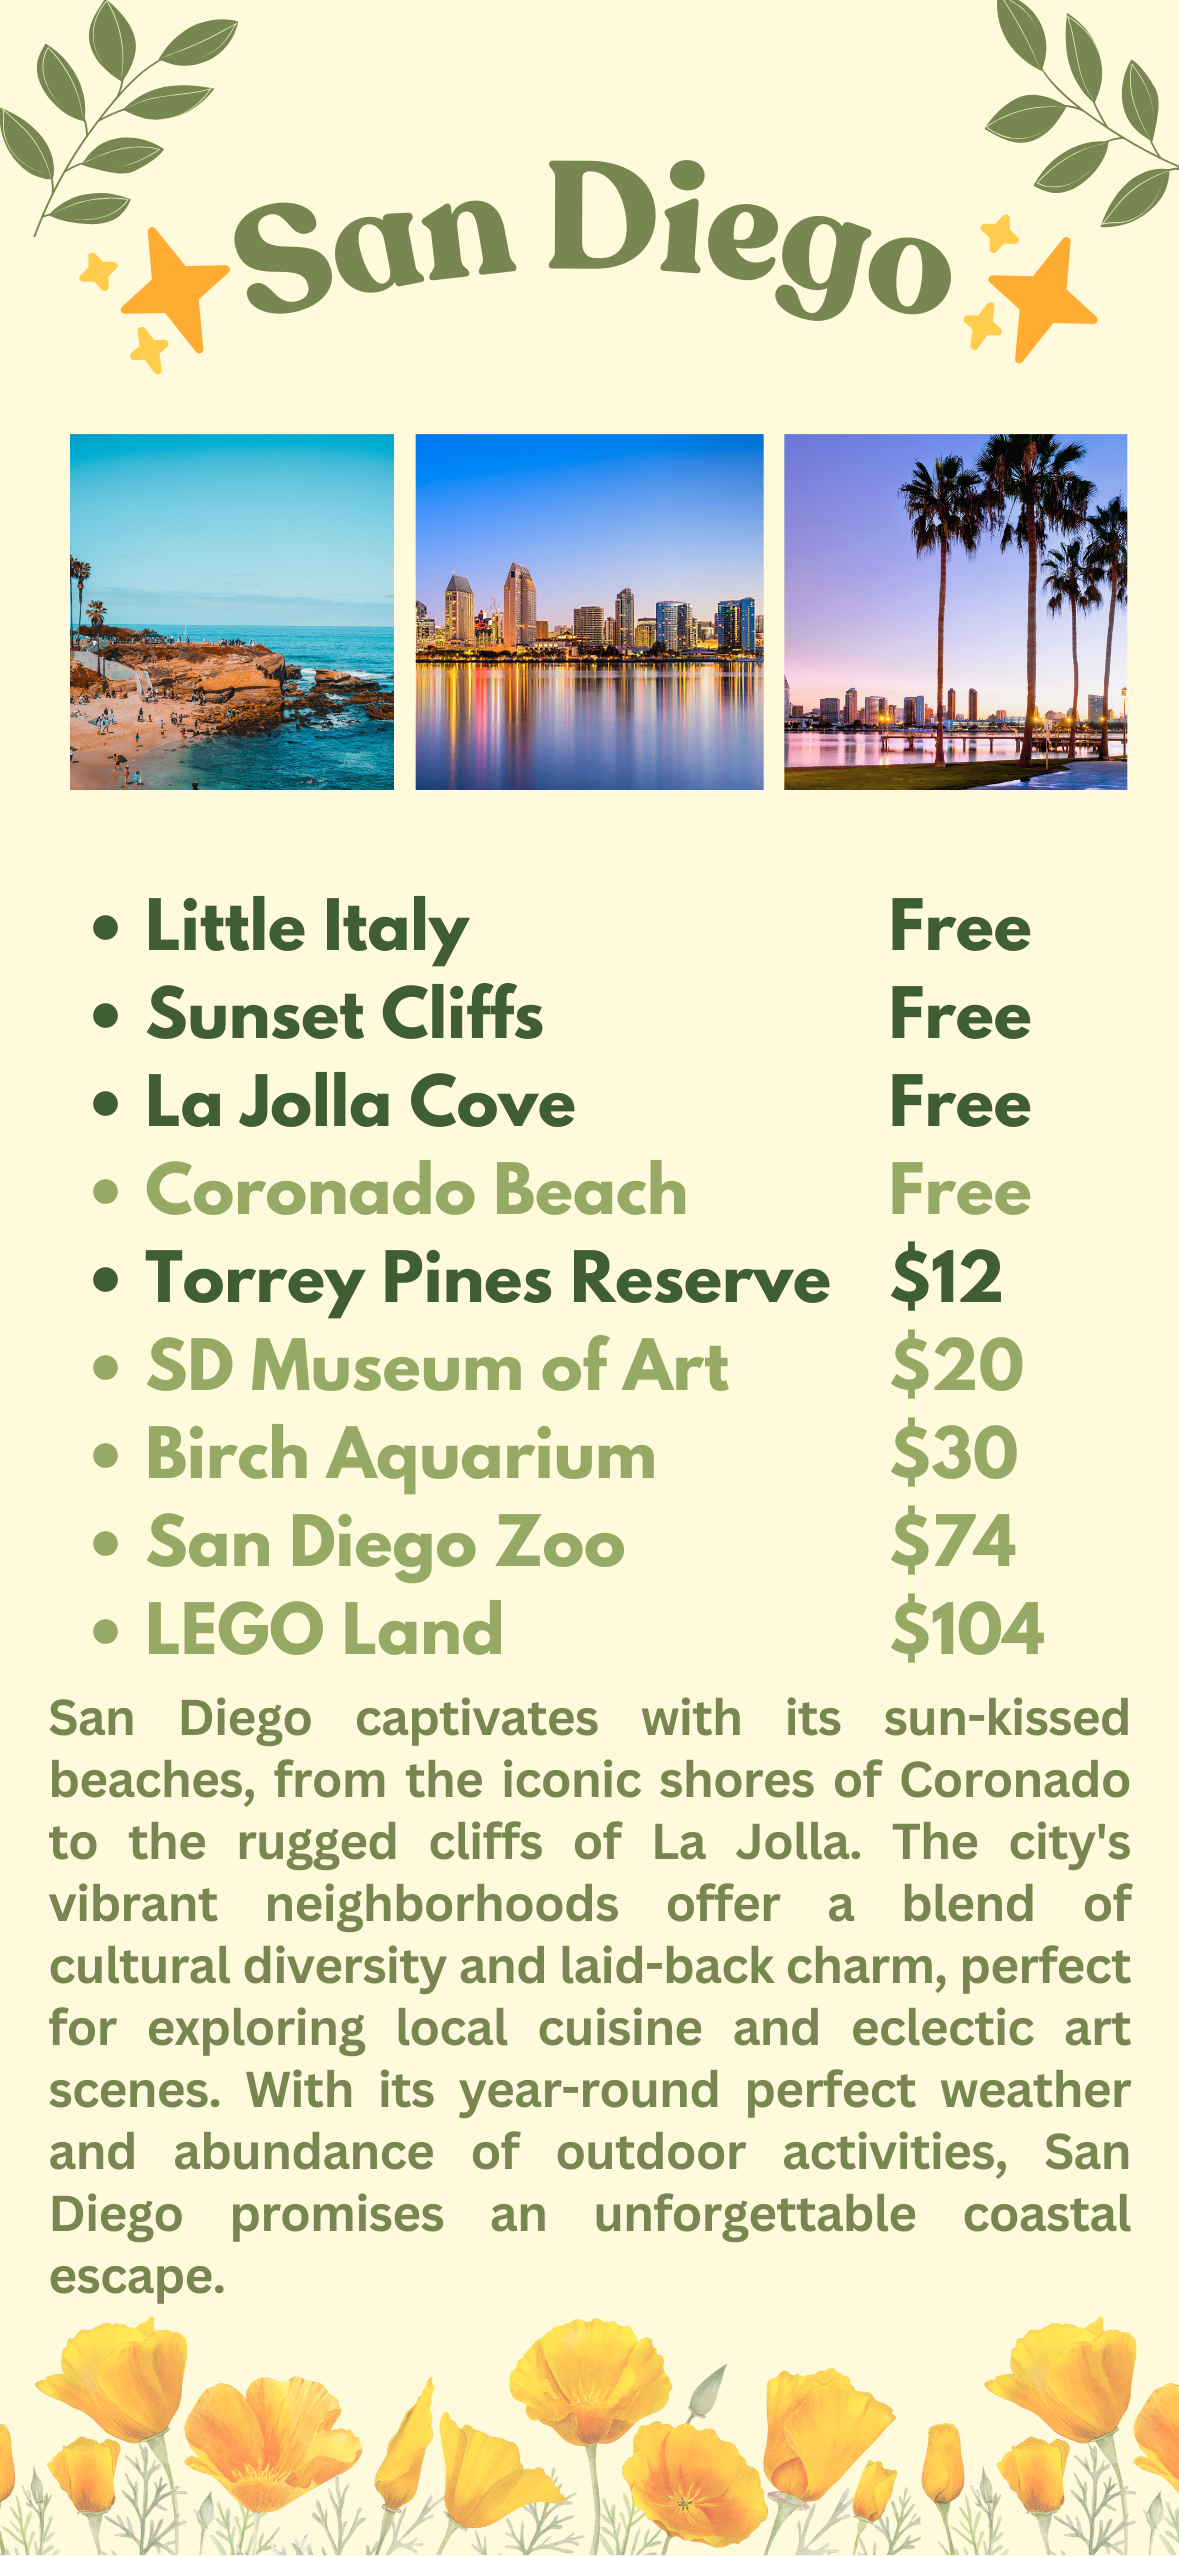 San Diego
Little Italy Free
Sunset Cliffs Free
La Jolla Cove Free
Coronado Beach Free
Torrey Pines Reserve $12
SD Museum of Art $20
Birch Aquarium $30
San Diego Zoo $74
LEGO Land $104
San Diego captivates with its sun-kissed
beaches, from the iconic shores of Coronado
to the rugged cliffs of La Jolla. The city's
vibrant neighborhoods offer a blend of
cultural diversity and laid-back charm, perfect
for exploring local cuisine and eclectic art
scenes. With its year-round perfect weather
and abundance of outdoor activities, San
Diego promises an unforgettable coastal
escape.